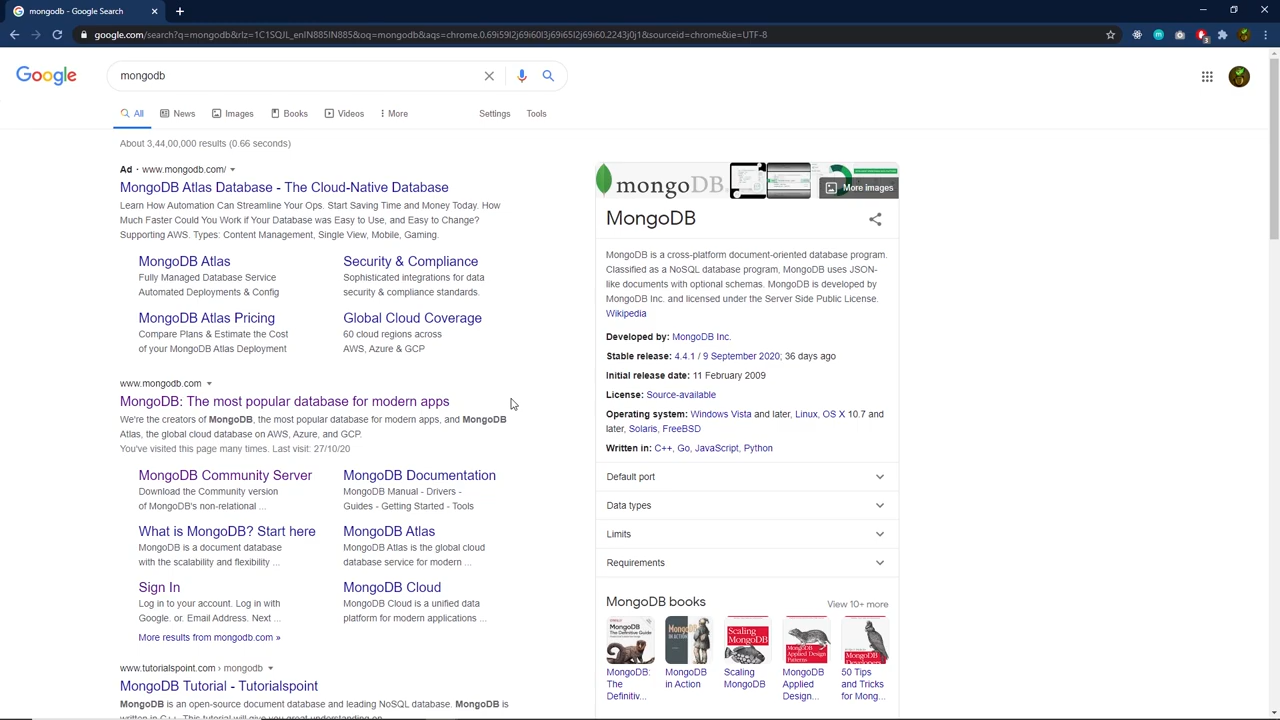 mongodb - Google Search
google.com/search?q=mongodb&rlz=1C1SQJL_enIN885IN885&oq=mongodb&aqs=chrome.0.69i59l2j69i60l3j69i65l2j69i60.2243j0j1&sourceid=chrome&ie=UTF-8
3
Google
mongodb
All News Images Books Videos More Settings Tools
About 3,44,00,000 results (0.66 seconds)
Ad · www.mongodb.com/
MongoDB Atlas Database - The Cloud-Native Database
Learn How Automation Can Streamline Your Ops. Start Saving Time and Money Today. How
Much Faster Could You Work if Your Database was Easy to Use, and Easy to Change?
Supporting AWS. Types: Content Management, Single View, Mobile, Gaming.
MongoDB Atlas
Fully Managed Database Service
Automated Deployments & Config
Security & Compliance
Sophisticated integrations for data
security & compliance standards.
MongoDB Atlas Pricing
Compare Plans & Estimate the Cost
of your MongoDB Atlas Deployment
Global Cloud Coverage
60 cloud regions across
AWS, Azure & GCP
www.mongodb.com
MongoDB: The most popular database for modern apps
We're the creators of MongoDB, the most popular database for modern apps, and MongoDB
Atlas, the global cloud database on AWS, Azure, and GCP.
You've visited this page many times. Last visit: 27/10/20
MongoDB Community Server
Download the Community version
of MongoDB's non-relational ...
MongoDB Documentation
MongoDB Manual - Drivers -
Guides - Getting Started - Tools
What is MongoDB? Start here
MongoDB is a document database
with the scalability and flexibility ...
MongoDB Atlas
MongoDB Atlas is the global cloud
database service for modern ...
Sign In
Log in to your account. Log in with
Google. or. Email Address. Next ...
MongoDB Cloud
MongoDB Cloud is a unified data
platform for modern applications ...
More results from mongodb.com »
www.tutorialspoint.com › mongodb
MongoDB Tutorial - Tutorialspoint
MongoDB is an open-source document database and leading NoSQL database. MongoDB is
written in C++. This tutorial will give you great understanding on
mongoDB
More images
MongoDB
MongoDB is a cross-platform document-oriented database program.
Classified as a NoSQL database program, MongoDB uses JSON-
like documents with optional schemas. MongoDB is developed by
MongoDB Inc. and licensed under the Server Side Public License.
Wikipedia
Developed by: MongoDB Inc.
Stable release: 4.4.1 / 9 September 2020; 36 days ago
Initial release date: 11 February 2009
License: Source-available
Operating system: Windows Vista and later, Linux, OS X 10.7 and
later, Solaris, FreeBSD
Written in: C++, Go, JavaScript, Python
Default port
Data types
Limits
Requirements
MongoDB books
View 10+ more
MongoDB:
The
Definitiv...
MongoDB
in Action
Scaling
MongoDB
MongoDB
Applied
Design...
50 Tips
and Tricks
for Mong...